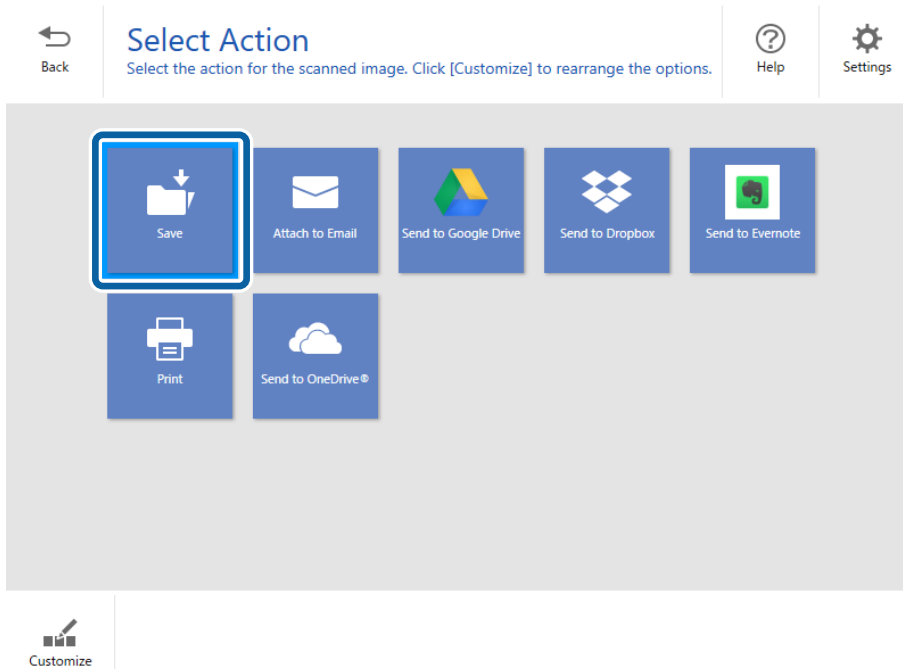 Back
Select Action
Select the action for the scanned image. Click [Customize] to rearrange the options.
Help
Settings
Save
Attach to Email
Send to Google Drive
Send to Dropbox
Send to Evernote
Print
Send to OneDrive®
Customize